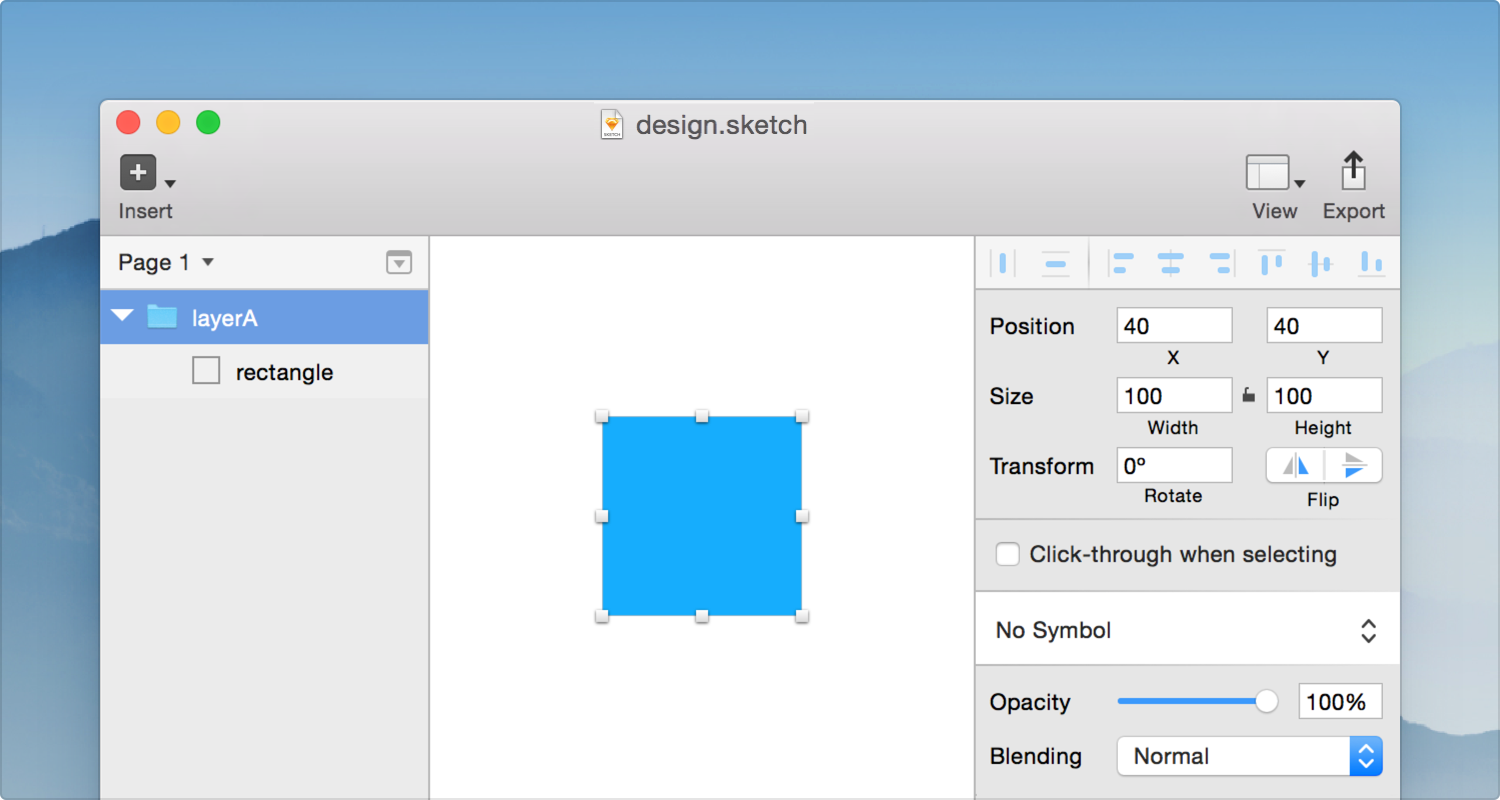 design.sketch
Insert
View
Export
Page 1
layerA
rectangle
Position
40
40
X
Y
Size
100
100
Width
Height
Transform
0º
Rotate
Flip
Click-through when selecting
No Symbol
Opacity
100%
Blending
Normal